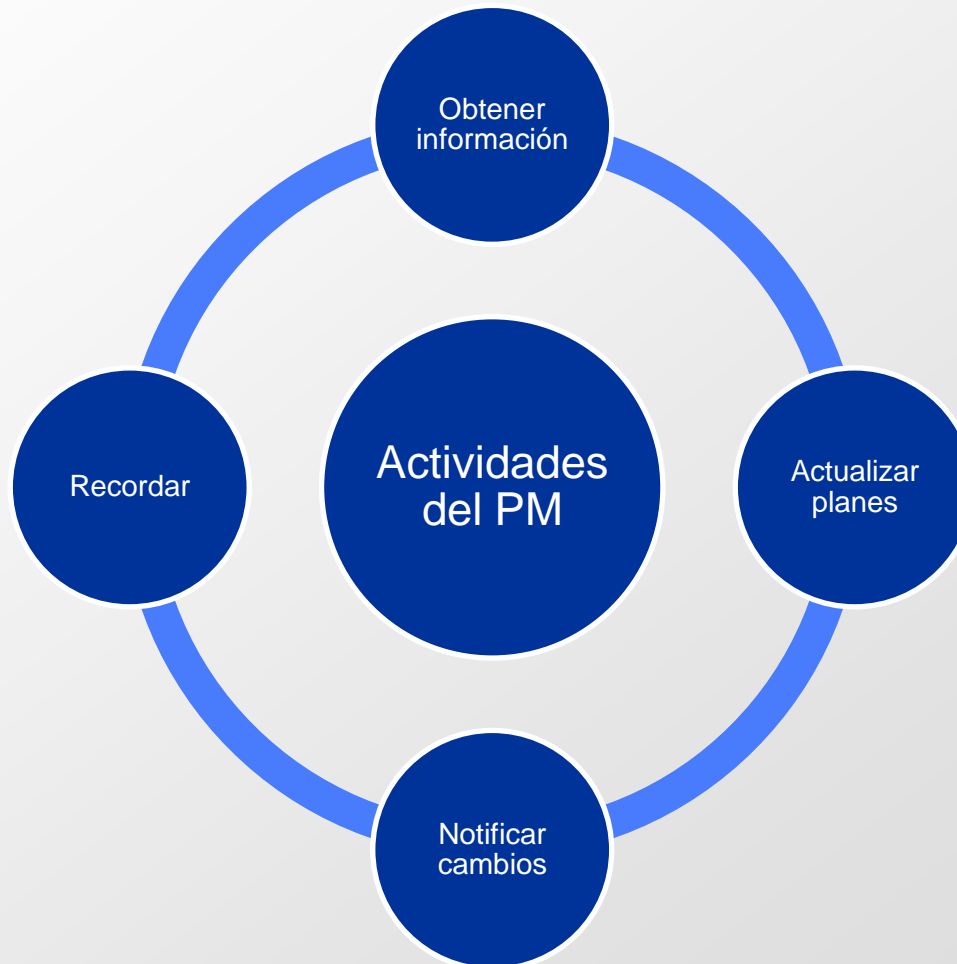 Obtener
información
Actividades
del PM
Recordar
Actualizar
planes
Notificar
cambios